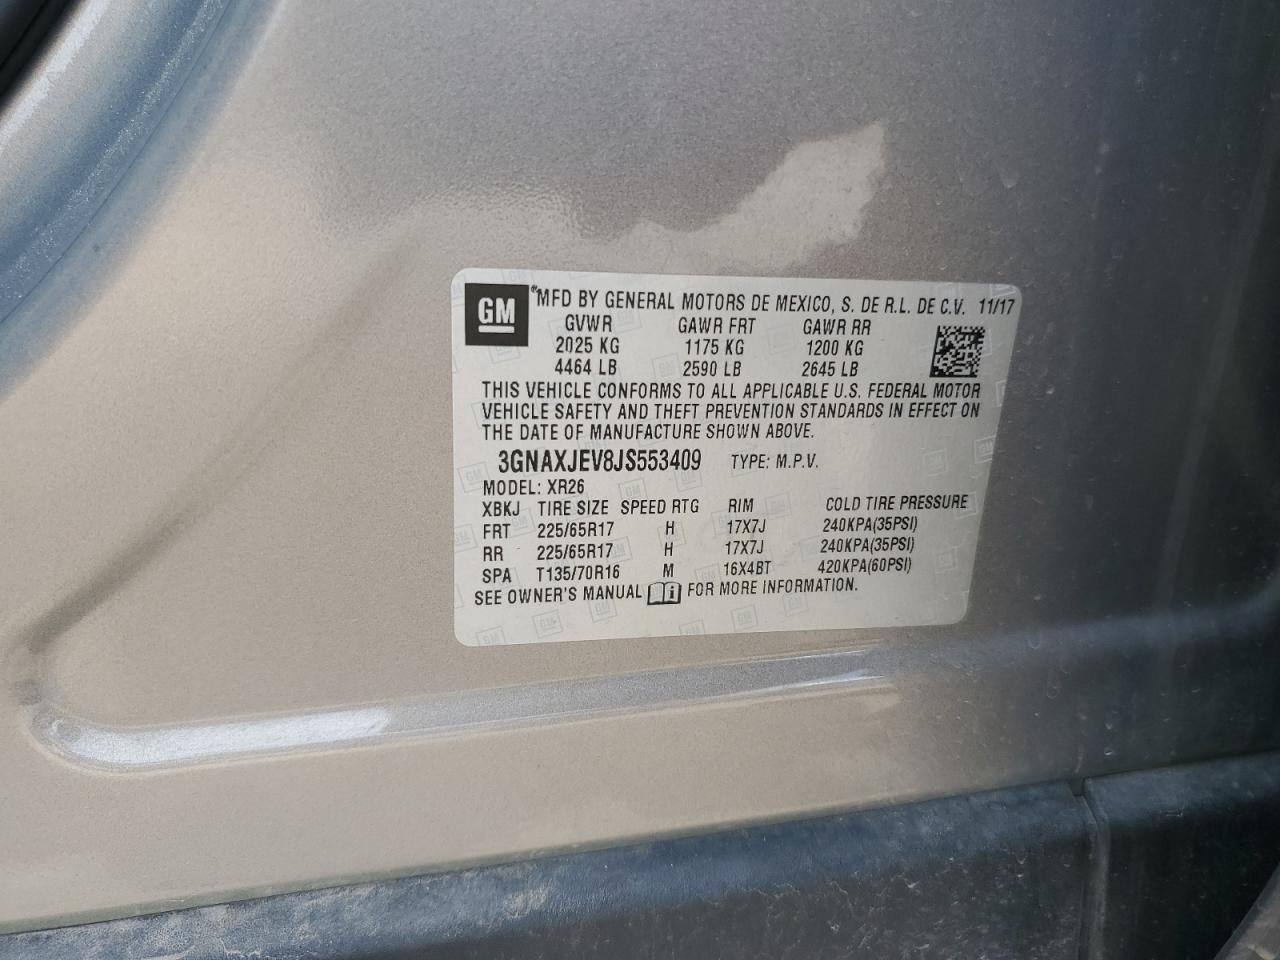 GM
MFD BY GENERAL MOTORS DE MEXICO, S. DE R.L. DE C.V. 11/17
GVWR GAWR FRT GAWR RR
2025 KG 1175 KG 1200 KG
4464 LB 2590 LB 2645 LB
THIS VEHICLE CONFORMS TO ALL APPLICABLE U.S. FEDERAL MOTOR
VEHICLE SAFETY AND THEFT PREVENTION STANDARDS IN EFFECT ON
THE DATE OF MANUFACTURE SHOWN ABOVE.
3GNAXJEV8JS553409 TYPE: M.P.V.
MODEL: XR26
XBKJ TIRE SIZE SPEED RTG RIM COLD TIRE PRESSURE
FRT 225/65R17 H 17X7J 240KPA(35PSI)
RR 225/65R17 H 17X7J 240KPA(35PSI)
SPA T135/70R16 M 16X4BT 420KPA(60PSI)
SEE OWNER'S MANUAL i FOR MORE INFORMATION.